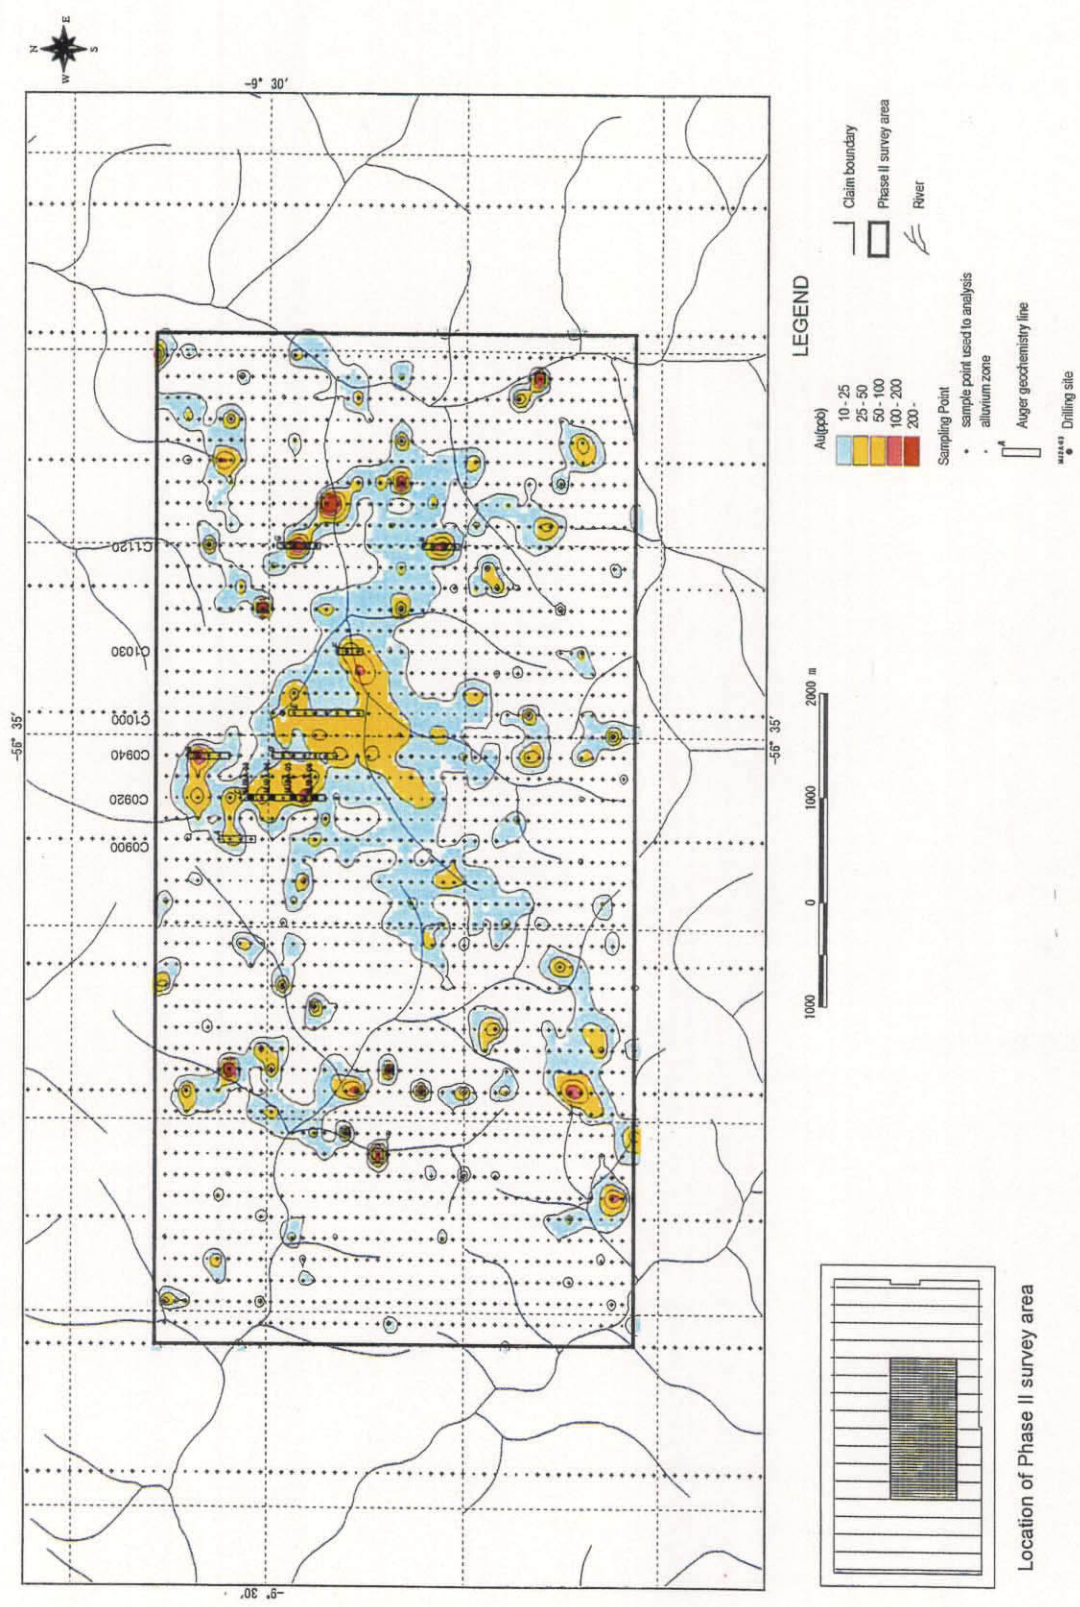 N
E
W
S
-9° 30'
-56° 35'
C1120
C1030
C1000
C0940
C0920
C0900
-56° 35'
-9° 30'
LEGEND
Au(ppb)
10 - 25
25 - 50
50 - 100
100 - 200
200 -
Sampling Point
sample point used to analysis
alluvium zone
Auger geochemistry line
Drilling site
Claim boundary
Phase II survey area
River
1000 0 1000 2000 m
Location of Phase II survey area